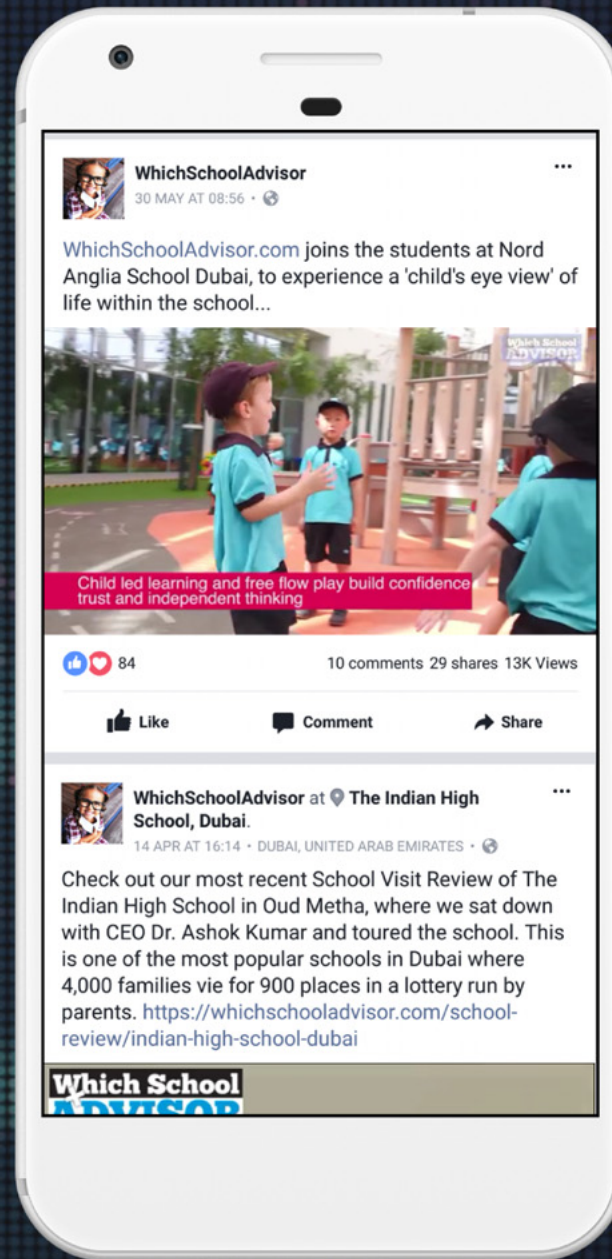 WhichSchoolAdvisor
30 MAY AT 08:56 •
WhichSchoolAdvisor.com joins the students at Nord
Anglia School Dubai, to experience a 'child's eye view' of
life within the school...
Which School
ADVISOR
Child led learning and free flow play build confidence
trust and independent thinking
84
10 comments 29 shares 13K Views
Like
Comment
Share
WhichSchoolAdvisor at The Indian High
School, Dubai.
14 APR AT 16:14 • DUBAI, UNITED ARAB EMIRATES •
Check out our most recent School Visit Review of The
Indian High School in Oud Metha, where we sat down
with CEO Dr. Ashok Kumar and toured the school. This
is one of the most popular schools in Dubai where
4,000 families vie for 900 places in a lottery run by
parents. https://whichschooladvisor.com/school-
review/indian-high-school-dubai
Which School
ADVISOR